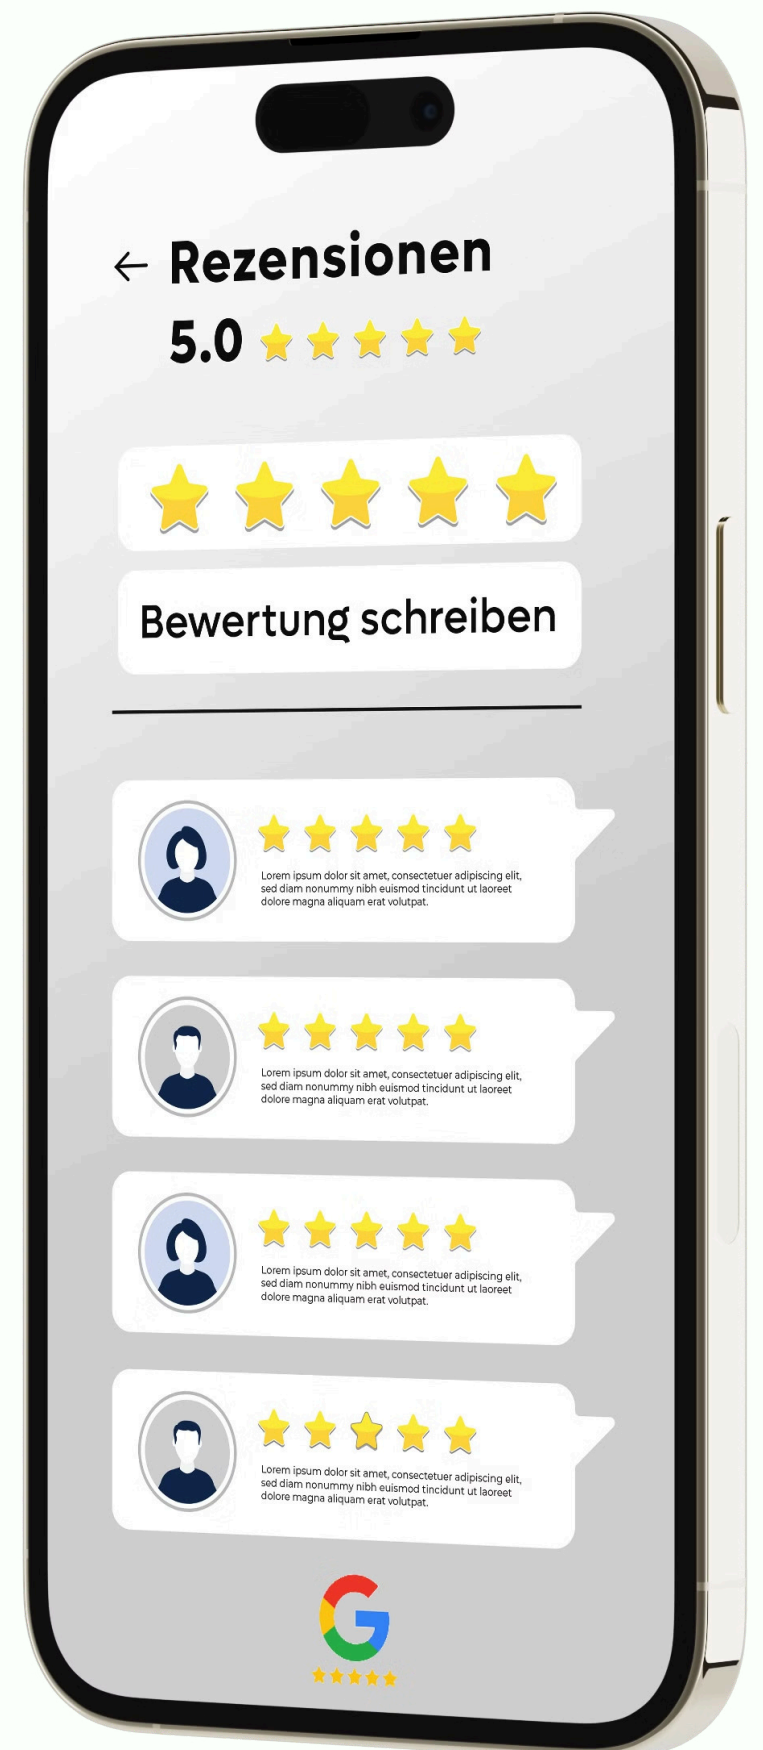 Rezensionen
5.0
Bewertung schreiben
Lorem ipsum dolor sit amet, consectetuer adipiscing elit,
sed diam nonummy nibh euismod tincidunt ut laoreet
dolore magna aliquam erat volutpat.
Lorem ipsum dolor sit amet, consectetuer adipiscing elit,
sed diam nonummy nibh euismod tincidunt ut laoreet
dolore magna aliquam erat volutpat.
Lorem ipsum dolor sit amet, consectetuer adipiscing elit,
sed diam nonummy nibh euismod tincidunt ut laoreet
dolore magna aliquam erat volutpat.
Lorem ipsum dolor sit amet, consectetuer adipiscing elit,
sed diam nonummy nibh euismod tincidunt ut laoreet
dolore magna aliquam erat volutpat.
G